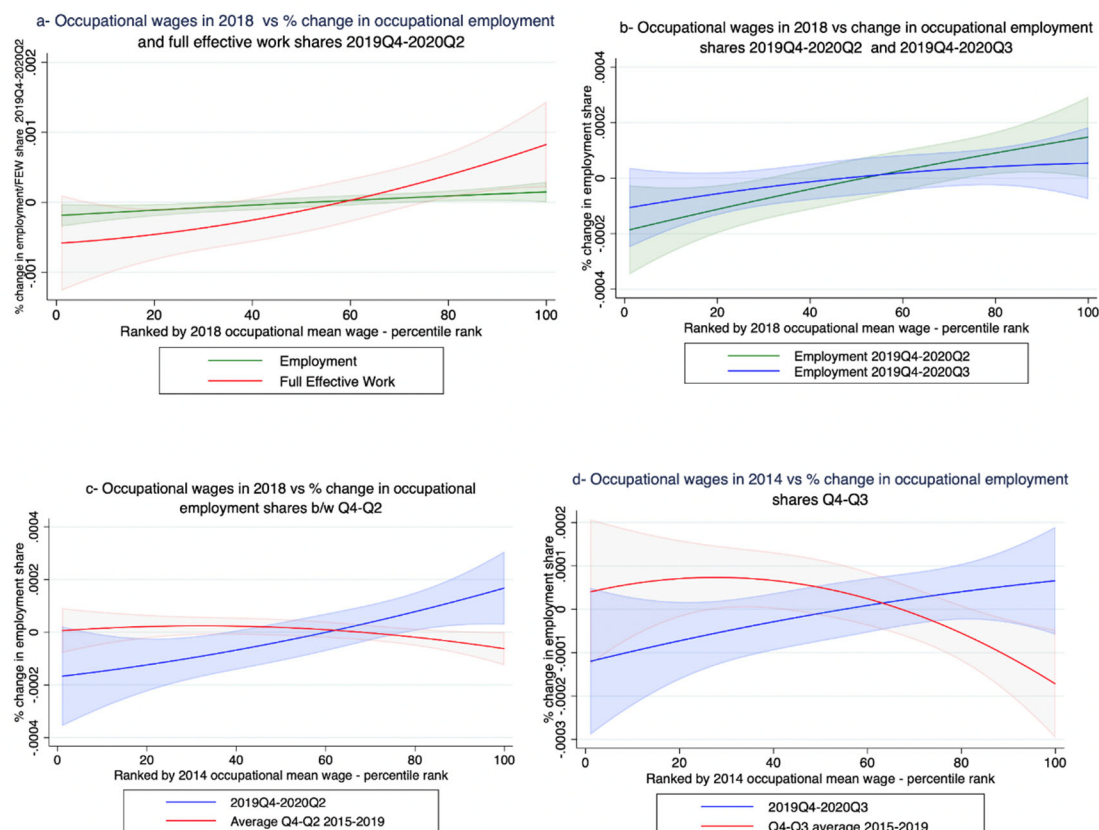 a- Occupational wages in 2018 vs % change in occupational employment
and full effective work shares 2019Q4-2020Q2
% change in employment/FEW share 2019Q4-2020Q2
.0002
.001
0
-.001
0 20 40 60 80 100
Ranked by 2018 occupational mean wage - percentile rank
Employment
Full Effective Work
b- Occupational wages in 2018 vs change in occupational employment
shares 2019Q4-2020Q2 and 2019Q4-2020Q3
% change in employment share
.0004
.0002
0
-.0002
-.0004
0 20 40 60 80 100
Ranked by 2018 occupational mean wage - percentile rank
Employment 2019Q4-2020Q2
Employment 2019Q4-2020Q3
c- Occupational wages in 2018 vs % change in occupational
employment shares b/w Q4-Q2
% change in employment share
.0004
.0002
0
-.0002
-.0004
0 20 40 60 80 100
Ranked by 2014 occupational mean wage - percentile rank
2019Q4-2020Q2
Average Q4-Q2 2015-2019
d- Occupational wages in 2014 vs % change in occupational employment
shares Q4-Q3
% change in employment share
.0002
.0001
0
-.0001
-.0002
-.0003
0 20 40 60 80 100
Ranked by 2014 occupational mean wage - percentile rank
2019Q4-2020Q3
Q4-Q3 average 2015-2019